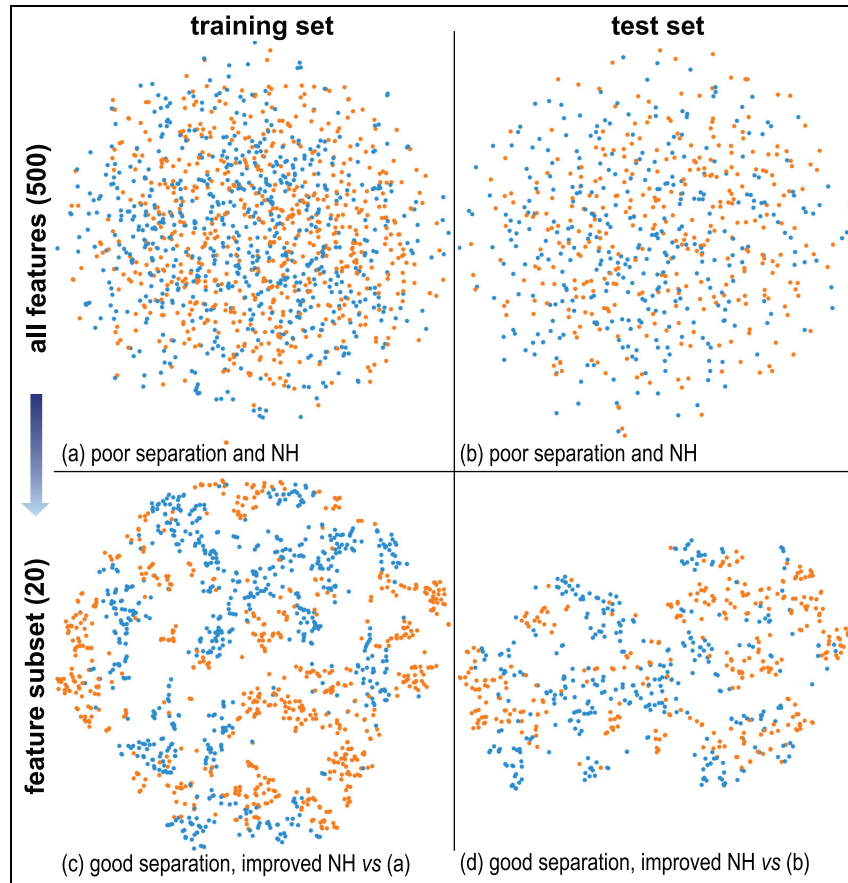 training set
test set
all features (500)
(a) poor separation and NH
(b) poor separation and NH
feature subset (20)
(c) good separation, improved NH vs (a)
(d) good separation, improved NH vs (b)